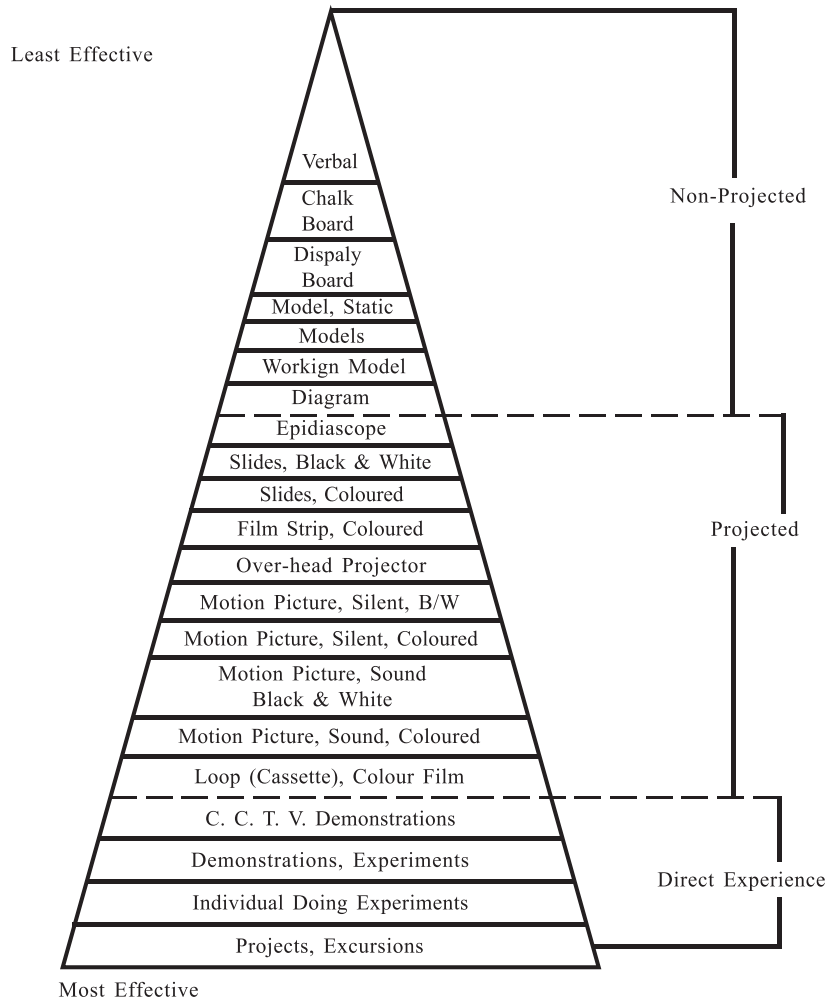 Least Effective
Verbal
Chalk
Board
Non-Projected
Dispaly
Board
Model, Static
Models
Workign Model
Diagram
Epidiascope
Slides, Black & White
Slides, Coloured
Film Strip, Coloured
Projected
Over-head Projector
Motion Picture, Silent, B/W
Motion Picture, Silent, Coloured
Motion Picture, Sound
Black & White
Motion Picture, Sound, Coloured
Loop (Cassette), Colour Film
C. C. T. V. Demonstrations
Demonstrations, Experiments
Direct Experience
Individual Doing Experiments
Projects, Excursions
Most Effective